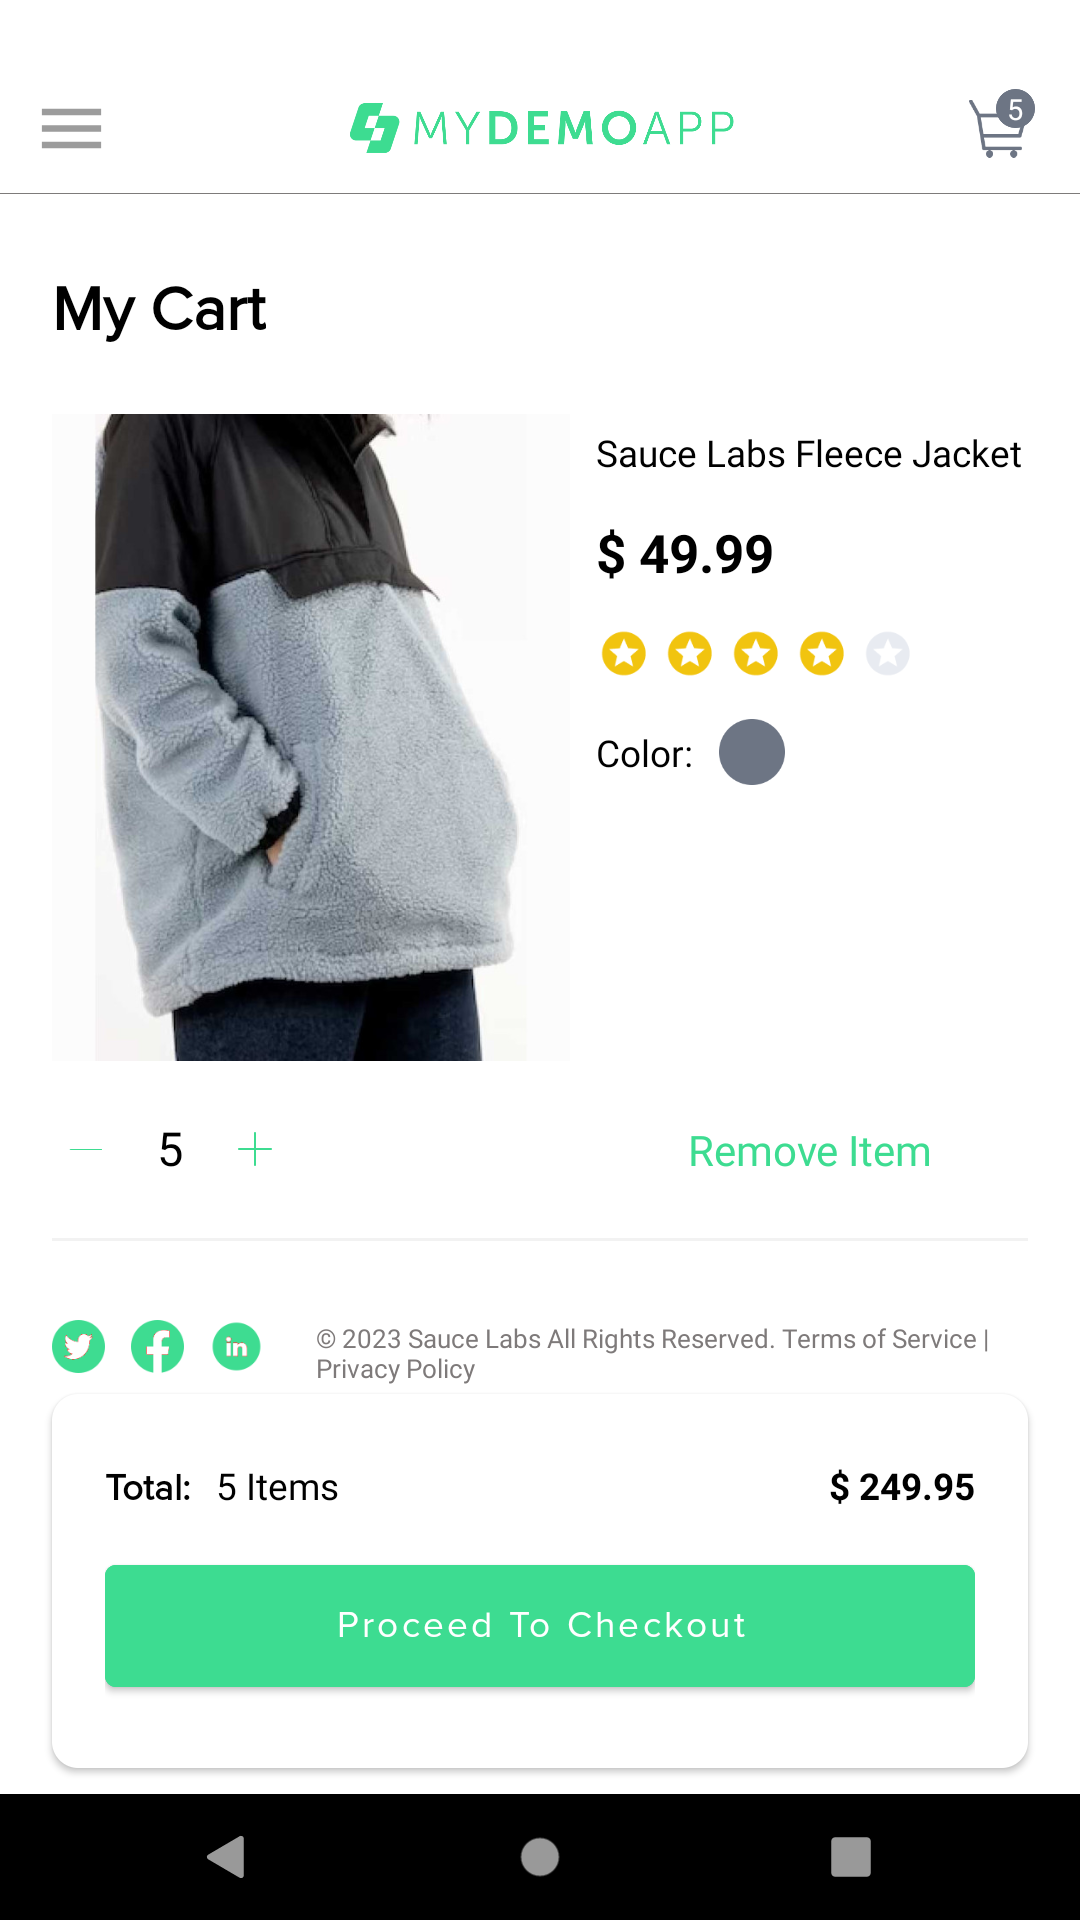 MYDEMOAPP
5
My Cart
Sauce Labs Fleece Jacket
$ 49.99
Color:
5
Remove Item
in
© 2023 Sauce Labs All Rights Reserved. Terms of Service |
Privacy Policy
Total: 5 Items $ 249.95
Proceed To Checkout